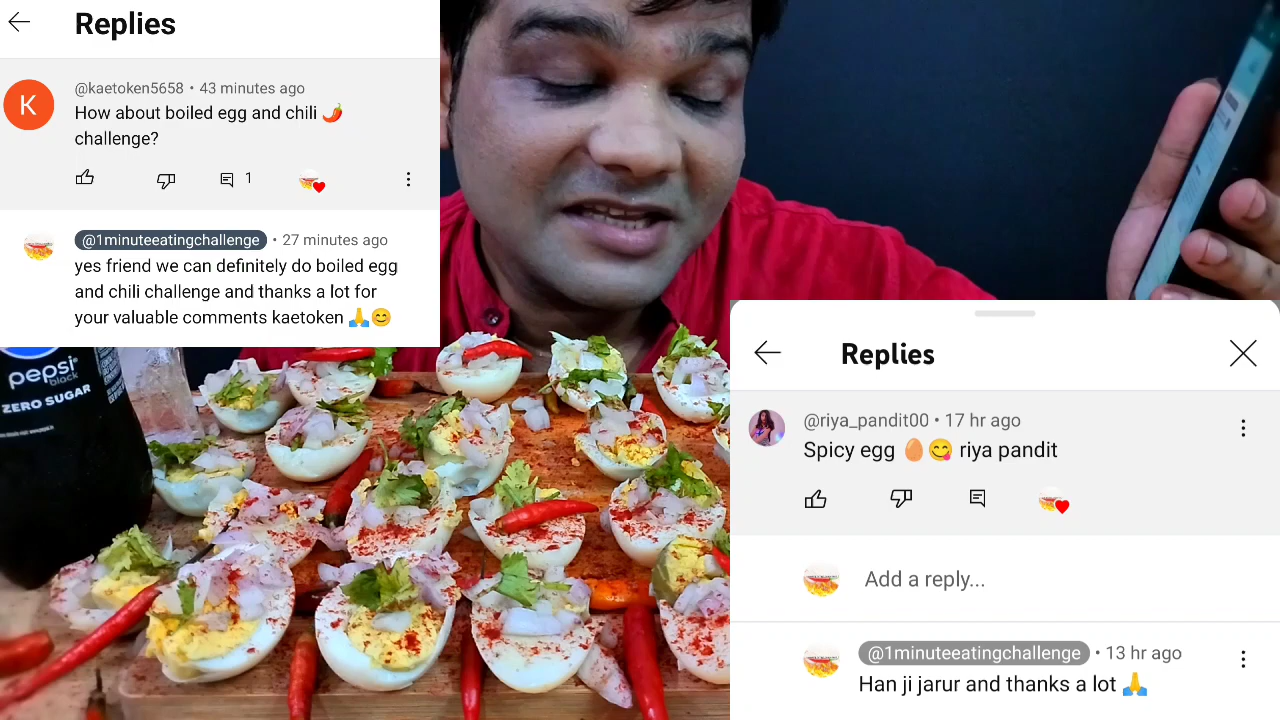 Replies
@kaetoken5658 • 43 minutes ago
K
How about boiled egg and chili 🌶️
challenge?
1
@1minuteeatingchallenge • 27 minutes ago
yes friend we can definitely do boiled egg
and chili challenge and thanks a lot for
your valuable comments kaetoken 🙏😊
pepsi
black
ZERO SUGAR
Replies
@riya_pandit00 • 17 hr ago
Spicy egg 🥚😋 riya pandit
Add a reply...
@1minuteeatingchallenge • 13 hr ago
Han ji jarur and thanks a lot 🙏